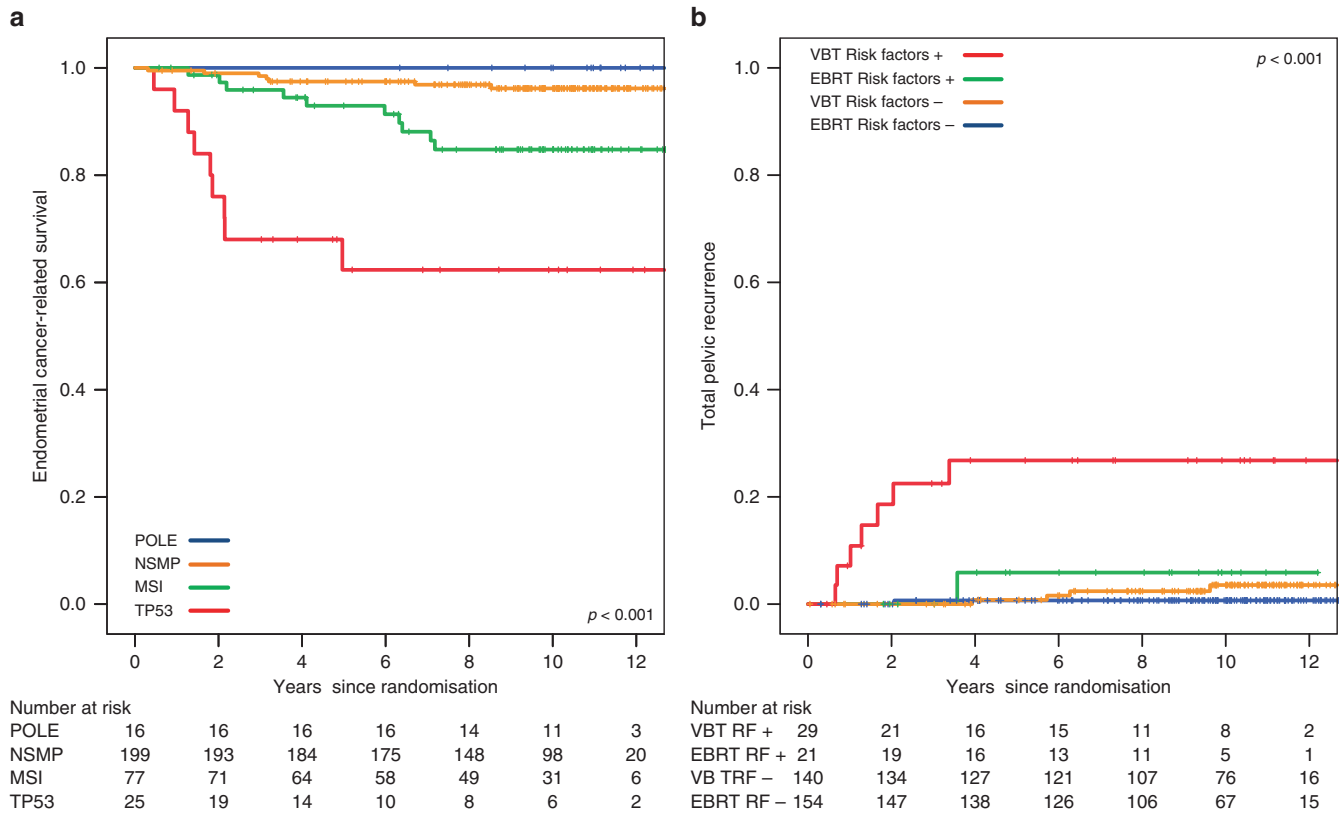 a
Endometrial cancer-related survival
1.0
0.8
0.6
0.4
0.2
0.0
POLE
NSMP
MSI
TP53
p < 0.001
0 2 4 6 8 10 12
Years since randomisation
Number at risk
POLE 16 16 16 16 14 11 3
NSMP 199 193 184 175 148 98 20
MSI 77 71 64 58 49 31 6
TP53 25 19 14 10 8 6 2
b
Total pelvic recurrence
1.0
0.8
0.6
0.4
0.2
0.0
VBT Risk factors +
EBRT Risk factors +
VBT Risk factors –
EBRT Risk factors –
p < 0.001
0 2 4 6 8 10 12
Years since randomisation
Number at risk
VBT RF + 29 21 16 15 11 8 2
EBRT RF + 21 19 16 13 11 5 1
VB TRF – 140 134 127 121 107 76 16
EBRT RF – 154 147 138 126 106 67 15